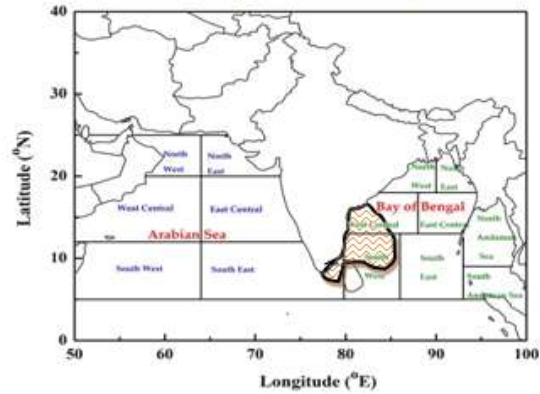 40
30
20
10
0
Latitude (°N)
North
West
North
East
West Central
East Central
Arabian Sea
South West
South East
North
West
North
East
Bay of Bengal
West Central
East Central
South
West
South
East
North
Andaman
Sea
South
Andaman Sea
50 60 70 80 90 100
Longitude (°E)